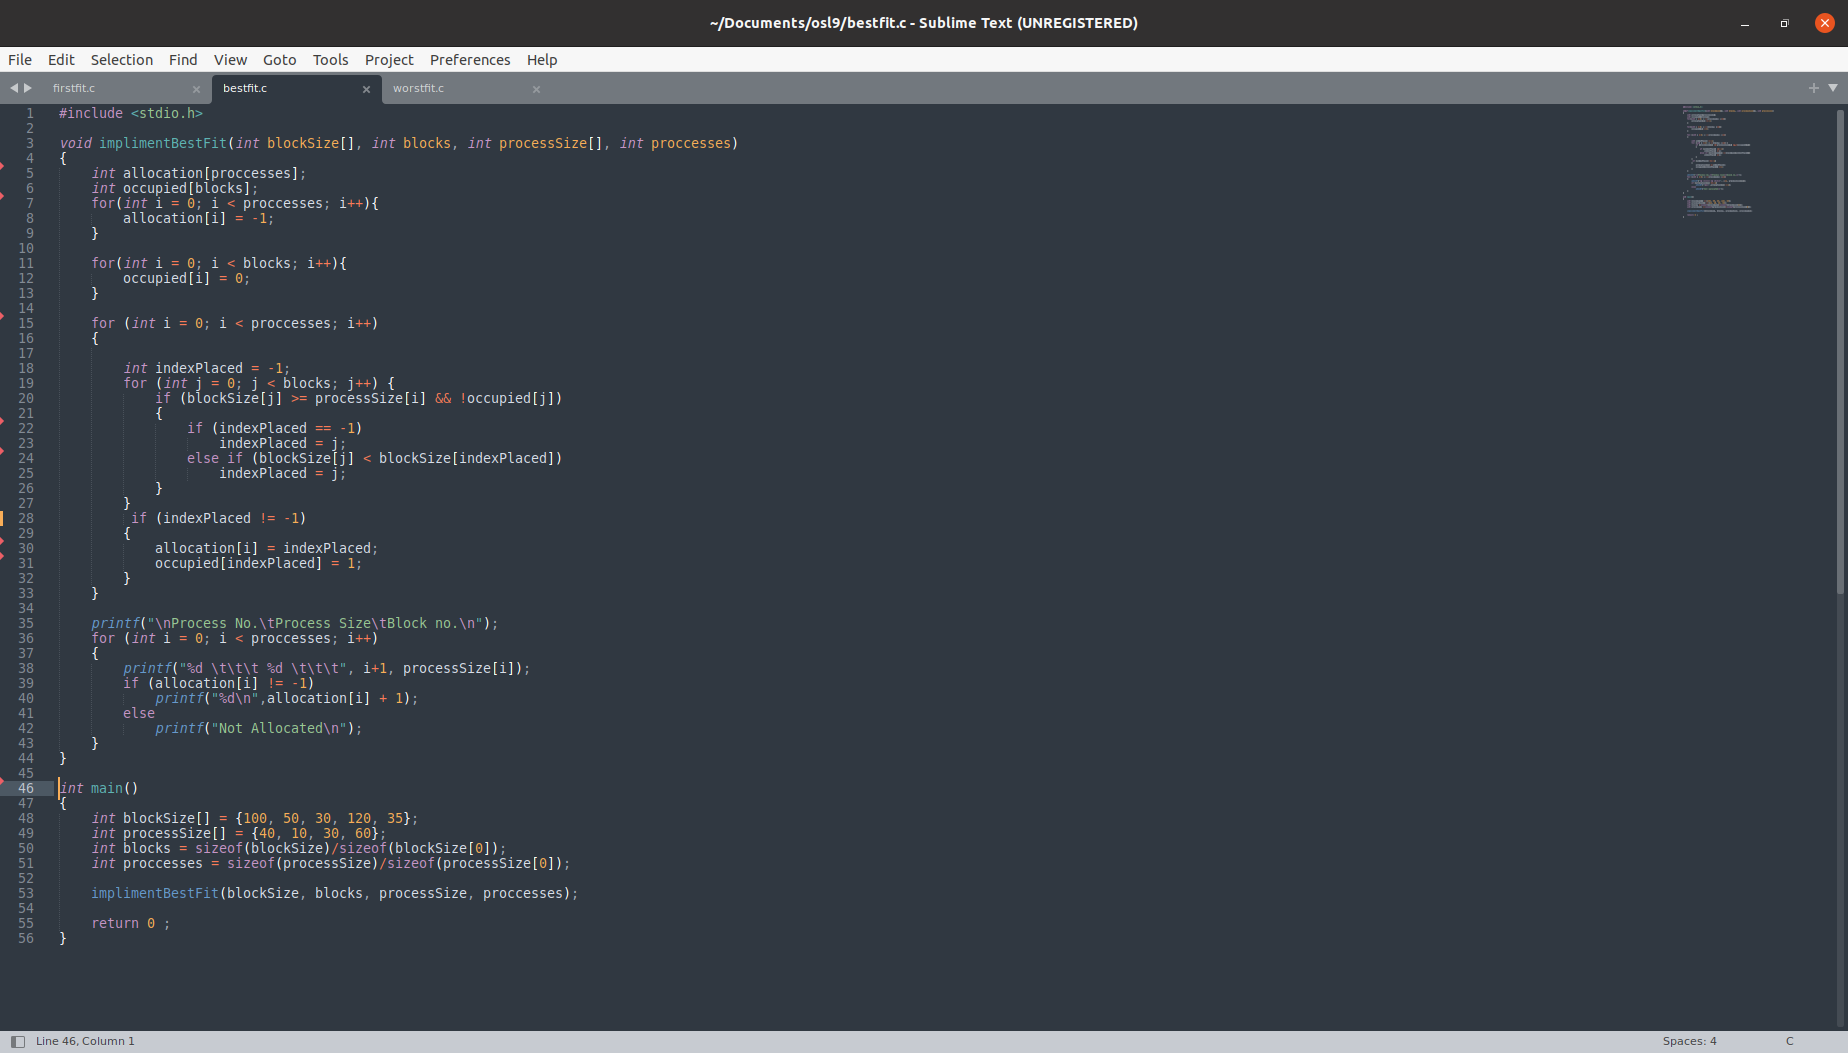 ~/Documents/osl9/bestfit.c - Sublime Text (UNREGISTERED)
File Edit Selection Find View Goto Tools Project Preferences Help
firstfit.c bestfit.c worstfit.c
1 #include <stdio.h>
2
3 void implimentBestFit(int blockSize[], int blocks, int processSize[], int proccesses)
4 {
5     int allocation[proccesses];
6     int occupied[blocks];
7     for(int i = 0; i < proccesses; i++){
8         allocation[i] = -1;
9     }
10
11     for(int i = 0; i < blocks; i++){
12         occupied[i] = 0;
13     }
14
15     for (int i = 0; i < proccesses; i++)
16     {
17
18         int indexPlaced = -1;
19         for (int j = 0; j < blocks; j++) {
20             if (blockSize[j] >= processSize[i] && !occupied[j])
21             {
22                 if (indexPlaced == -1)
23                     indexPlaced = j;
24                 else if (blockSize[j] < blockSize[indexPlaced])
25                     indexPlaced = j;
26             }
27         }
28          if (indexPlaced != -1)
29         {
30             allocation[i] = indexPlaced;
31             occupied[indexPlaced] = 1;
32         }
33     }
34
35     printf("\nProcess No.\tProcess Size\tBlock no.\n");
36     for (int i = 0; i < proccesses; i++)
37     {
38         printf("%d \t\t\t %d \t\t\t", i+1, processSize[i]);
39         if (allocation[i] != -1)
40             printf("%d\n",allocation[i] + 1);
41         else
42             printf("Not Allocated\n");
43     }
44 }
45
46 int main()
47 {
48     int blockSize[] = {100, 50, 30, 120, 35};
49     int processSize[] = {40, 10, 30, 60};
50     int blocks = sizeof(blockSize)/sizeof(blockSize[0]);
51     int proccesses = sizeof(processSize)/sizeof(processSize[0]);
52
53     implimentBestFit(blockSize, blocks, processSize, proccesses);
54
55     return 0 ;
56 }
Line 46, Column 1 Spaces: 4 C